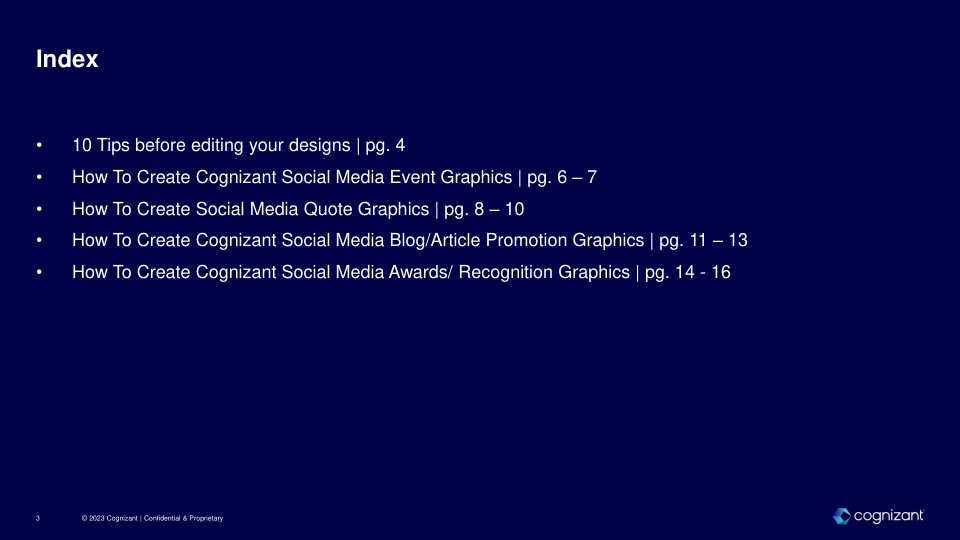 Index
• 10 Tips before editing your designs | pg. 4
• How To Create Cognizant Social Media Event Graphics | pg. 6 – 7
• How To Create Social Media Quote Graphics | pg. 8 – 10
• How To Create Cognizant Social Media Blog/Article Promotion Graphics | pg. 11 – 13
• How To Create Cognizant Social Media Awards/ Recognition Graphics | pg. 14 - 16
3 © 2023 Cognizant | Confidential & Proprietary
cognizant